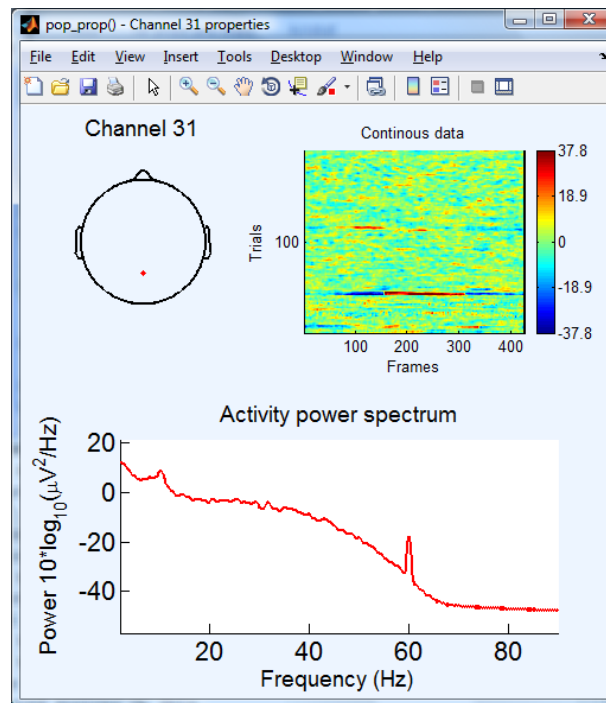 pop_prop() - Channel 31 properties
File Edit View Insert Tools Desktop Window Help
Channel 31
Continous data
Trials
100
100 200 300 400
Frames
37.8
18.9
0
-18.9
-37.8
Activity power spectrum
Power 10*log10(μV2/Hz)
20
0
-20
-40
20 40 60 80
Frequency (Hz)